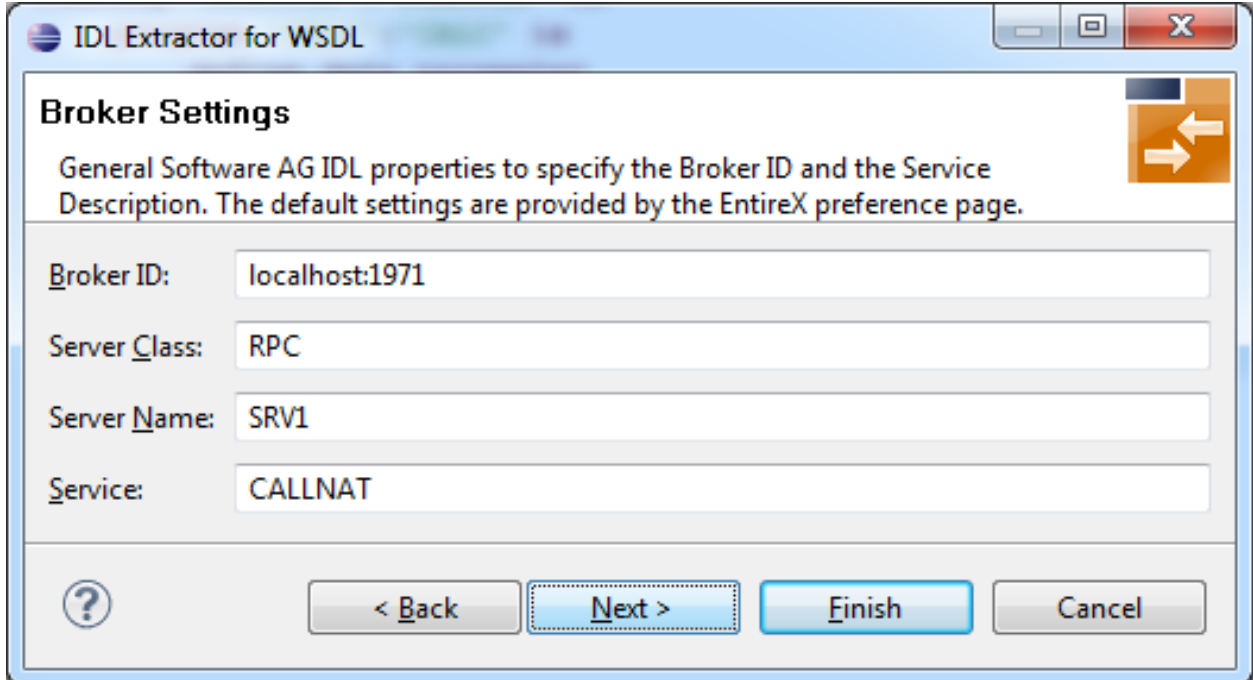 IDL Extractor for WSDL
Broker Settings
General Software AG IDL properties to specify the Broker ID and the Service
Description. The default settings are provided by the EntireX preference page.
Broker ID: localhost:1971
Server Class: RPC
Server Name: SRV1
Service: CALLNAT
? < Back Next > Finish Cancel